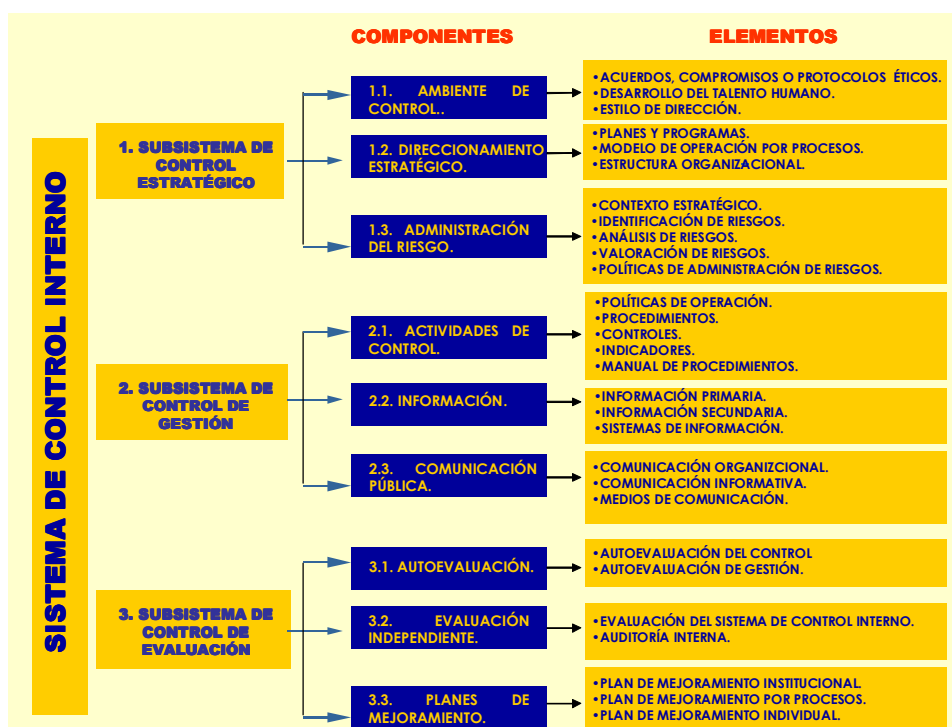 COMPONENTES
ELEMENTOS
SISTEMA DE CONTROL INTERNO
1. SUBSISTEMA DE
CONTROL
ESTRATÉGICO
1.1. AMBIENTE DE
CONTROL..
•ACUERDOS, COMPROMISOS O PROTOCOLOS ÉTICOS.
•DESARROLLO DEL TALENTO HUMANO.
•ESTILO DE DIRECCIÓN.
1.2. DIRECCIONAMIENTO
ESTRATÉGICO.
•PLANES Y PROGRAMAS.
•MODELO DE OPERACIÓN POR PROCESOS.
•ESTRUCTURA ORGANIZACIONAL.
1.3. ADMINISTRACIÓN
DEL RIESGO.
•CONTEXTO ESTRATÉGICO.
•IDENTIFICACIÓN DE RIESGOS.
•ANÁLISIS DE RIESGOS.
•VALORACIÓN DE RIESGOS.
•POLÍTICAS DE ADMINISTRACIÓN DE RIESGOS.
2. SUBSISTEMA DE
CONTROL DE
GESTIÓN
2.1. ACTIVIDADES DE
CONTROL.
•POLÍTICAS DE OPERACIÓN.
•PROCEDIMIENTOS.
•CONTROLES.
•INDICADORES.
•MANUAL DE PROCEDIMIENTOS.
2.2. INFORMACIÓN.
•INFORMACIÓN PRIMARIA.
•INFORMACIÓN SECUNDARIA.
•SISTEMAS DE INFORMACIÓN.
2.3. COMUNICACIÓN
PÚBLICA.
•COMUNICACIÓN ORGANIZCIONAL.
•COMUNICACIÓN INFORMATIVA.
•MEDIOS DE COMUNICACIÓN.
3. SUBSISTEMA DE
CONTROL DE
EVALUACIÓN
3.1. AUTOEVALUACIÓN.
•AUTOEVALUACIÓN DEL CONTROL
•AUTOEVALUACIÓN DE GESTIÓN.
3.2. EVALUACIÓN
INDEPENDIENTE.
•EVALUACIÓN DEL SISTEMA DE CONTROL INTERNO.
•AUDITORÍA INTERNA.
3.3. PLANES DE
MEJORAMIENTO.
•PLAN DE MEJORAMIENTO INSTITUCIONAL.
•PLAN DE MEJORAMIENTO POR PROCESOS.
•PLAN DE MEJORAMIENTO INDIVIDUAL.